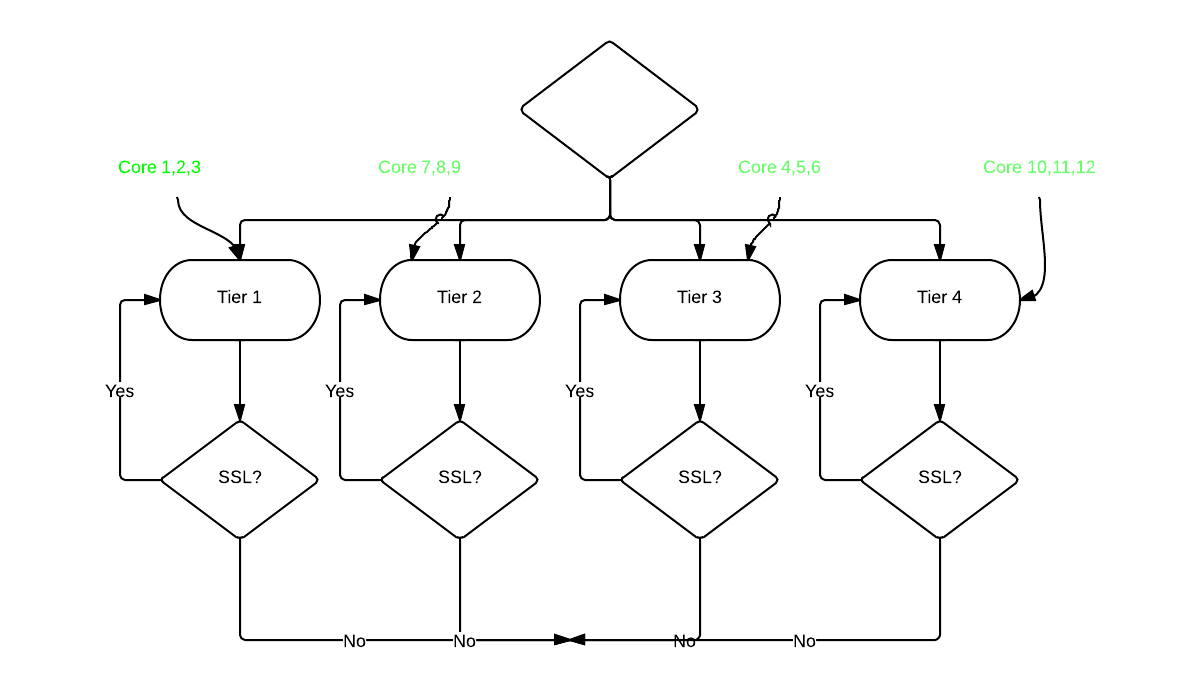 Core 1,2,3
Core 7,8,9
Core 4,5,6
Core 10,11,12
Tier 1
Tier 2
Tier 3
Tier 4
Yes
Yes
Yes
Yes
SSL?
SSL?
SSL?
SSL?
No
No
No
No